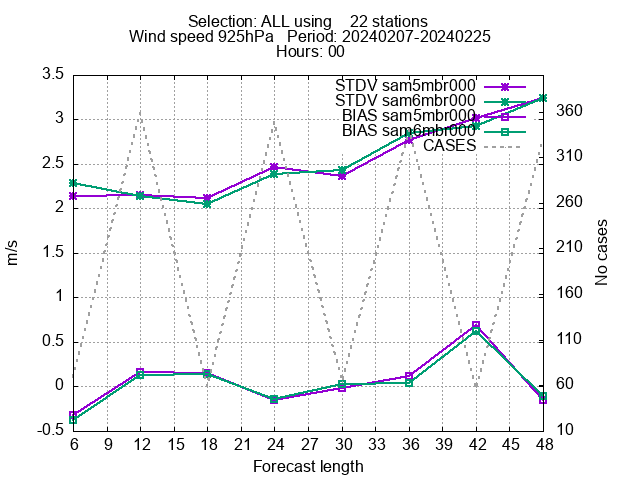 Selection: ALL using 22 stations
Wind speed 925hPa Period: 20240207-20240225
Hours: 00
STDV sam5mbr000
STDV sam6mbr000
BIAS sam5mbr000
BIAS sam6mbr000
CASES
3.5
3
2.5
2
1.5
1
0.5
0
-0.5
m/s
360
310
260
210
160
110
60
10
No cases
6 9 12 15 18 21 24 27 30 33 36 39 42 45 48
Forecast length